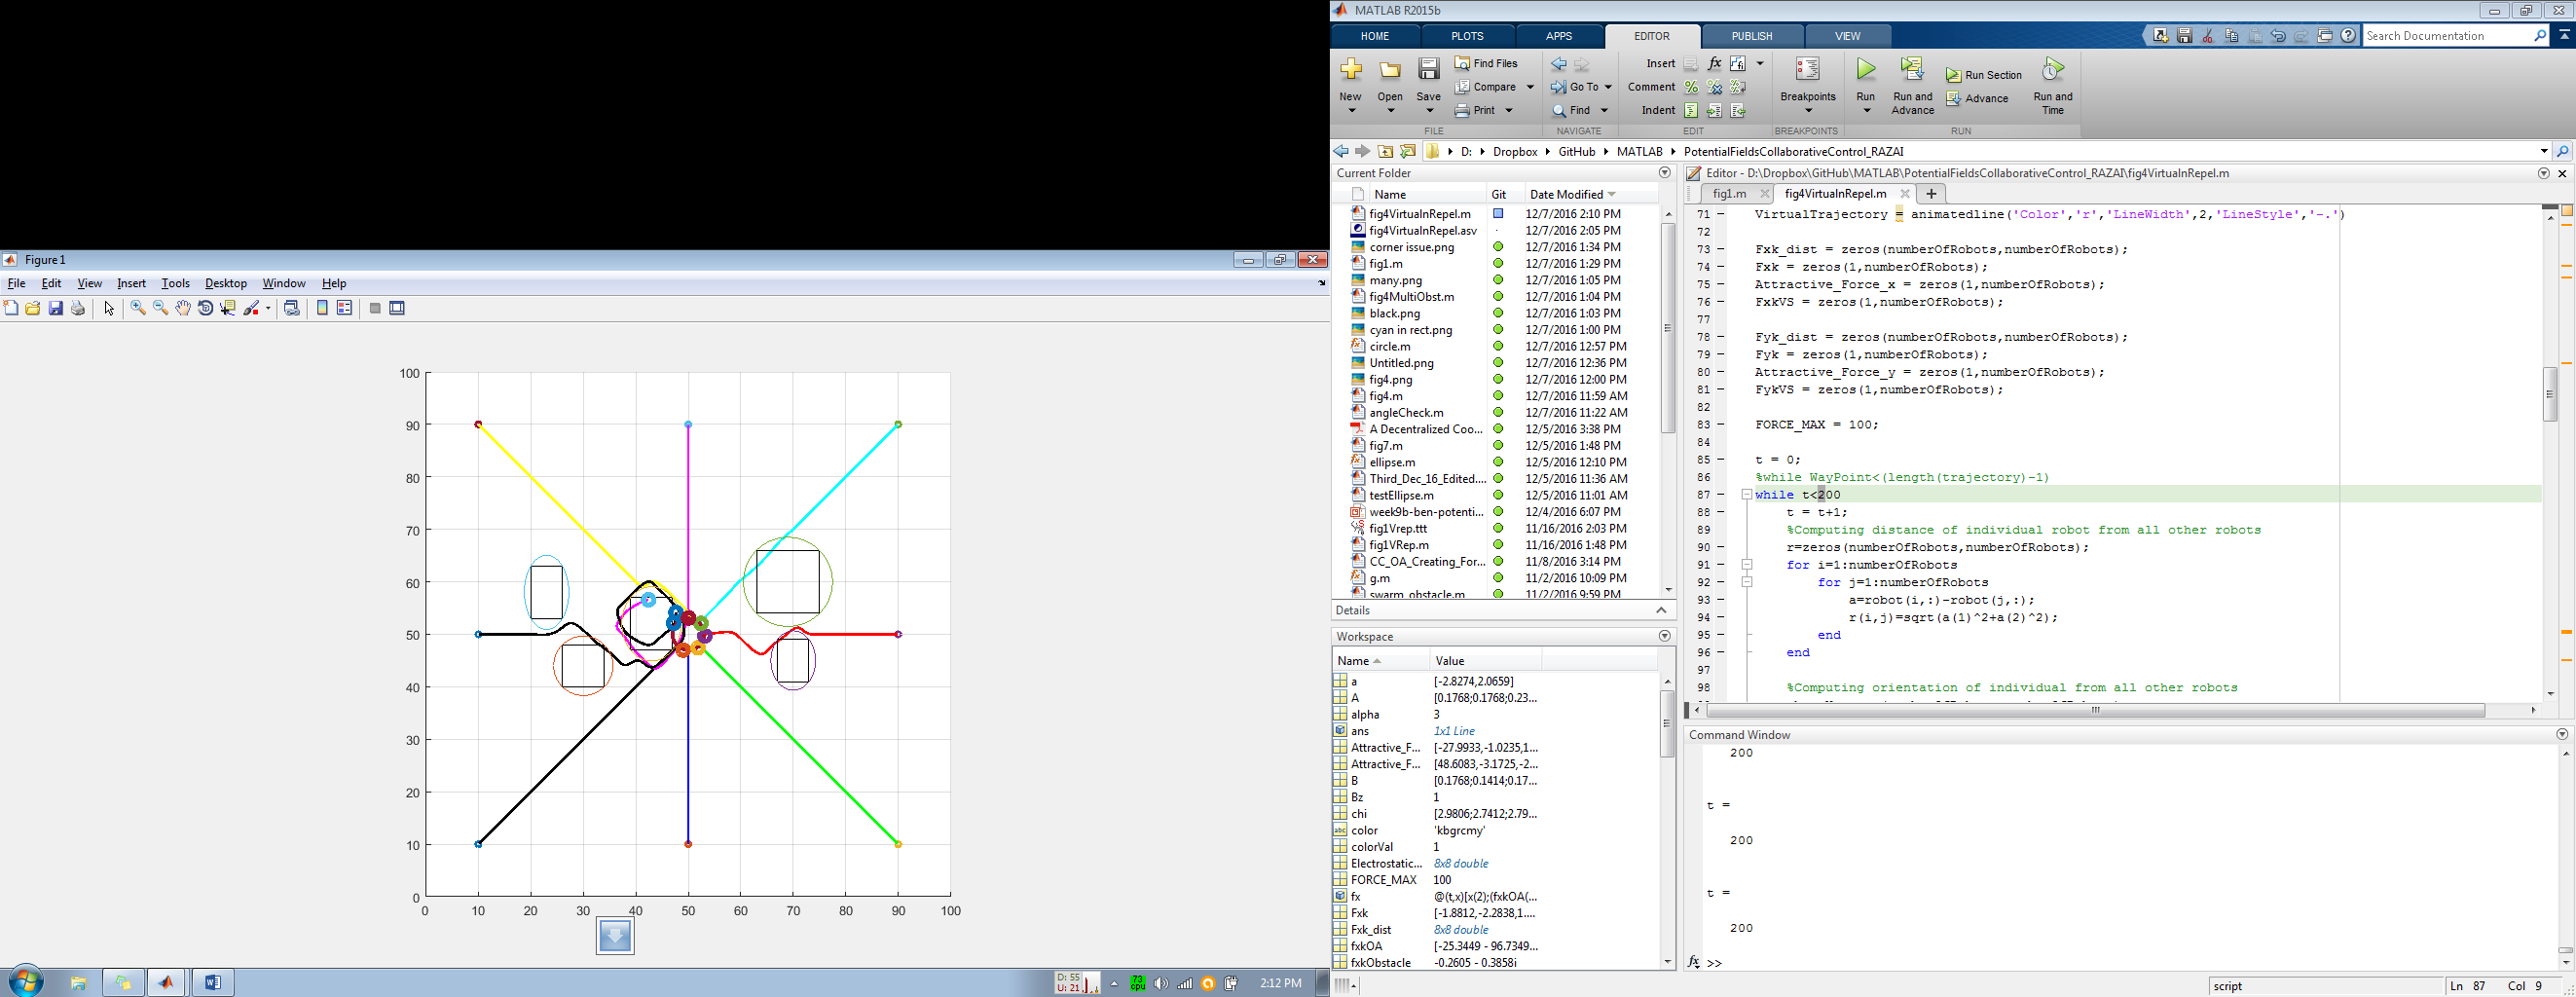 Figure 1
File Edit View Insert Tools Desktop Window Help
100
90
80
70
60
50
40
30
20
10
0
0 10 20 30 40 50 60 70 80 90 100
D: 55
U: 21
73
cpu
2:12 PM
MATLAB R2015b
HOME PLOTS APPS EDITOR PUBLISH VIEW
Search Documentation
New
Open
Save
Find Files
Compare
Print
FILE
Go To
Find
NAVIGATE
Insert
Comment
Indent
EDIT
Breakpoints
BREAKPOINTS
Run
Run and
Advance
Run Section
Advance
Run and
Time
RUN
D: Dropbox GitHub MATLAB PotentialFieldsCollaborativeControl_RAZAI
Current Folder
Name Git Date Modified
fig4VirtualnRepel.m 12/7/2016 2:10 PM
fig4VirtualnRepel.asv 12/7/2016 2:05 PM
corner issue.png 12/7/2016 1:34 PM
fig1.m 12/7/2016 1:29 PM
many.png 12/7/2016 1:05 PM
fig4MultiObst.m 12/7/2016 1:04 PM
black.png 12/7/2016 1:03 PM
cyan in rect.png 12/7/2016 1:00 PM
circle.m 12/7/2016 12:57 PM
Untitled.png 12/7/2016 12:36 PM
fig4.png 12/7/2016 12:00 PM
fig4.m 12/7/2016 11:59 AM
angleCheck.m 12/7/2016 11:22 AM
A Decentralized Coo... 12/5/2016 3:38 PM
fig7.m 12/5/2016 1:48 PM
ellipse.m 12/5/2016 12:10 PM
Third_Dec_16_Edited.... 12/5/2016 11:36 AM
testEllipse.m 12/5/2016 11:01 AM
week9b-ben-potenti... 12/4/2016 6:07 PM
fig1Vrep.ttt 11/16/2016 2:03 PM
fig1VRep.m 11/16/2016 1:48 PM
CC_OA_Creating_For... 11/8/2016 3:14 PM
g.m 11/2/2016 10:09 PM
swarm_obstacle.m 11/2/2016 9:59 PM
Details
Workspace
Name Value
a [-2.8274,2.0659]
A [0.1768;0.1768;0.23...
alpha 3
ans 1x1 Line
Attractive_F... [-27.9933,-1.0235,1...
Attractive_F... [48.6083,-3.1725,-2...
B [0.1768;0.1414;0.17...
Bz 1
chi [2.9806;2.7412;2.79...
color 'kbgrcmy'
colorVal 1
Electrostatic... 8x8 double
FORCE_MAX 100
fx @(t,x)[x(2);(fxkOA(...
Fxk [-1.8812,-2.2838,1....
Fxk_dist 8x8 double
fxkOA [-25.3449 - 96.7349...
fxkObstacle -0.2605 - 0.3858i
Editor - D:\Dropbox\GitHub\MATLAB\PotentialFieldsCollaborativeControl_RAZAI\fig4VirtualnRepel.m
fig1.m fig4VirtualnRepel.m
71 VirtualTrajectory = animatedline('Color','r','LineWidth',2,'LineStyle','-.')
72
73 Fxk_dist = zeros(numberOfRobots,numberOfRobots);
74 Fxk = zeros(1,numberOfRobots);
75 Attractive_Force_x = zeros(1,numberOfRobots);
76 FxkVS = zeros(1,numberOfRobots);
77
78 Fyk_dist = zeros(numberOfRobots,numberOfRobots);
79 Fyk = zeros(1,numberOfRobots);
80 Attractive_Force_y = zeros(1,numberOfRobots);
81 FykVS = zeros(1,numberOfRobots);
82
83 FORCE_MAX = 100;
84
85 t = 0;
86 %while WayPoint<(length(trajectory)-1)
87 while t<200
88 t = t+1;
89 %Computing distance of individual robot from all other robots
90 r=zeros(numberOfRobots,numberOfRobots);
91 for i=1:numberOfRobots
92 for j=1:numberOfRobots
93 a=robot(i,:)-robot(j,:);
94 r(i,j)=sqrt(a(1)^2+a(2)^2);
95 end
96 end
97
98 %Computing orientation of individual from all other robots
Command Window
200
t =
200
t =
200
fx >>
script Ln 87 Col 9